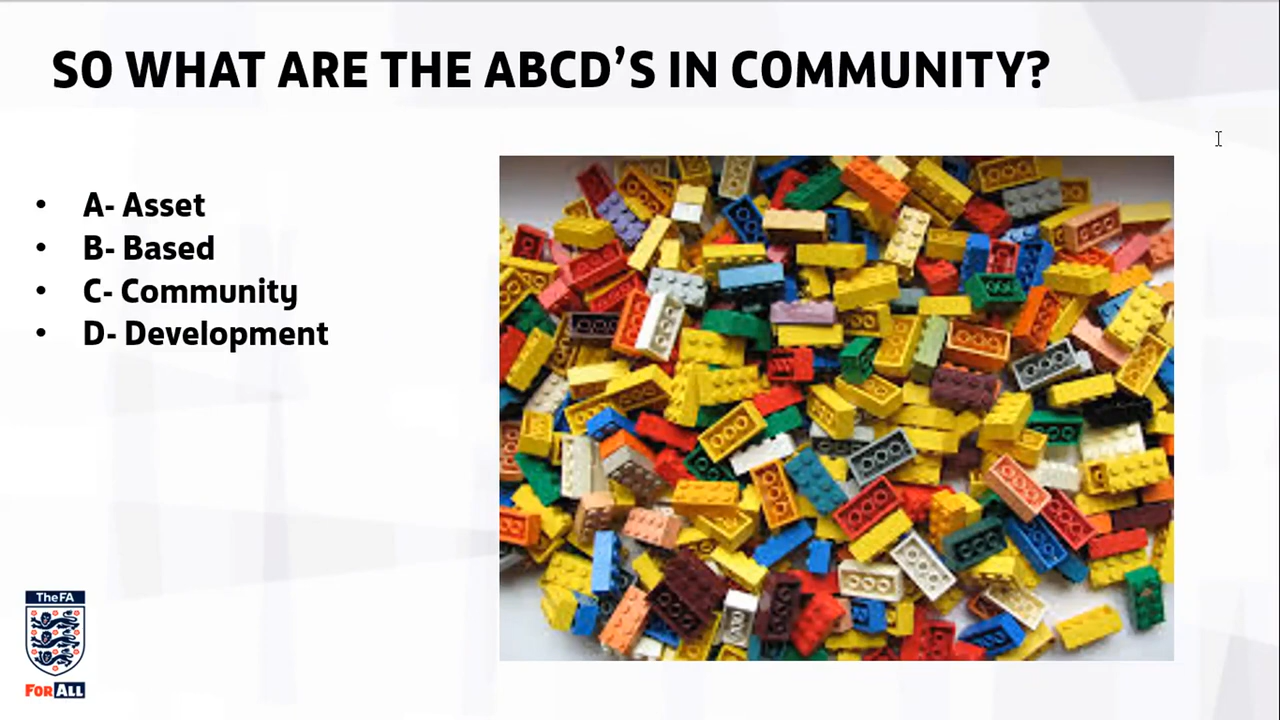 SO WHAT ARE THE ABCD’S IN COMMUNITY?
• A- Asset
• B- Based
• C- Community
• D- Development
TheFA
ForAll